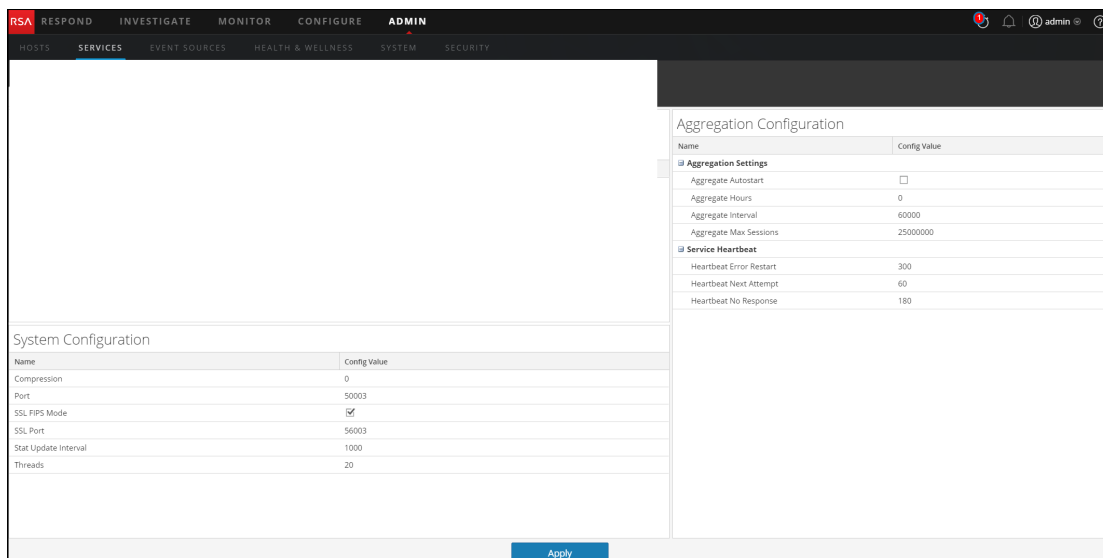 RSA RESPOND INVESTIGATE MONITOR CONFIGURE ADMIN 1 admin ?
HOSTS SERVICES EVENT SOURCES HEALTH & WELLNESS SYSTEM SECURITY
Aggregation Configuration
Name Config Value
Aggregation Settings
Aggregate Autostart
Aggregate Hours 0
Aggregate Interval 60000
Aggregate Max Sessions 25000000
Service Heartbeat
Heartbeat Error Restart 300
Heartbeat Next Attempt 60
Heartbeat No Response 180
System Configuration
Name Config Value
Compression 0
Port 50003
SSL FIPS Mode
SSL Port 56003
Stat Update Interval 1000
Threads 20
Apply